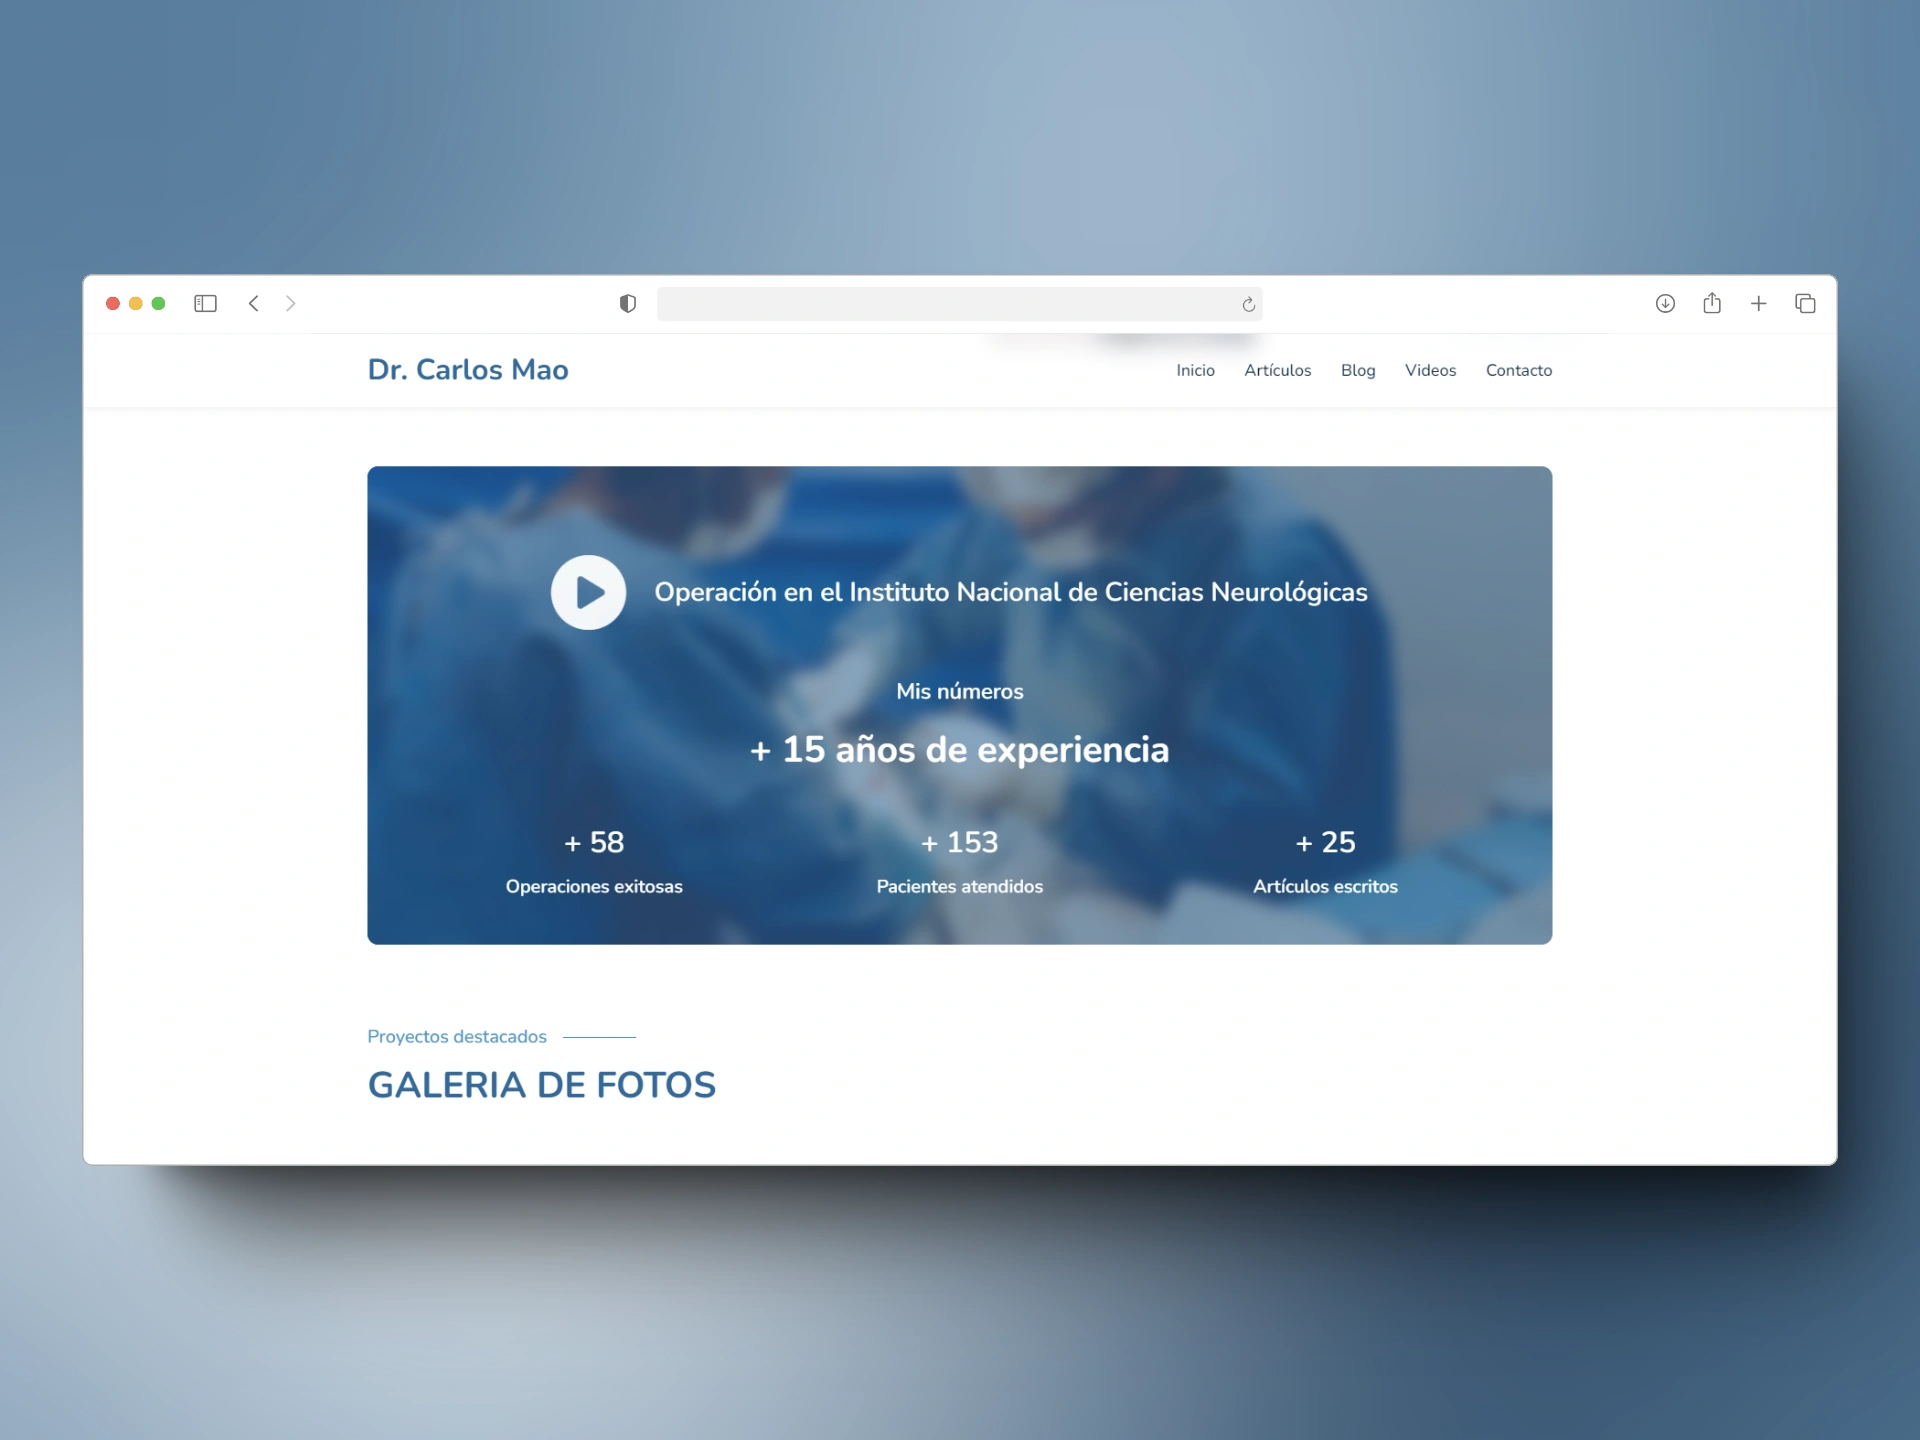 Dr. Carlos Mao
Inicio Artículos Blog Videos Contacto
Operación en el Instituto Nacional de Ciencias Neurológicas
Mis números
+ 15 años de experiencia
+ 58 + 153 + 25
Operaciones exitosas Pacientes atendidos Artículos escritos
Proyectos destacados
GALERIA DE FOTOS